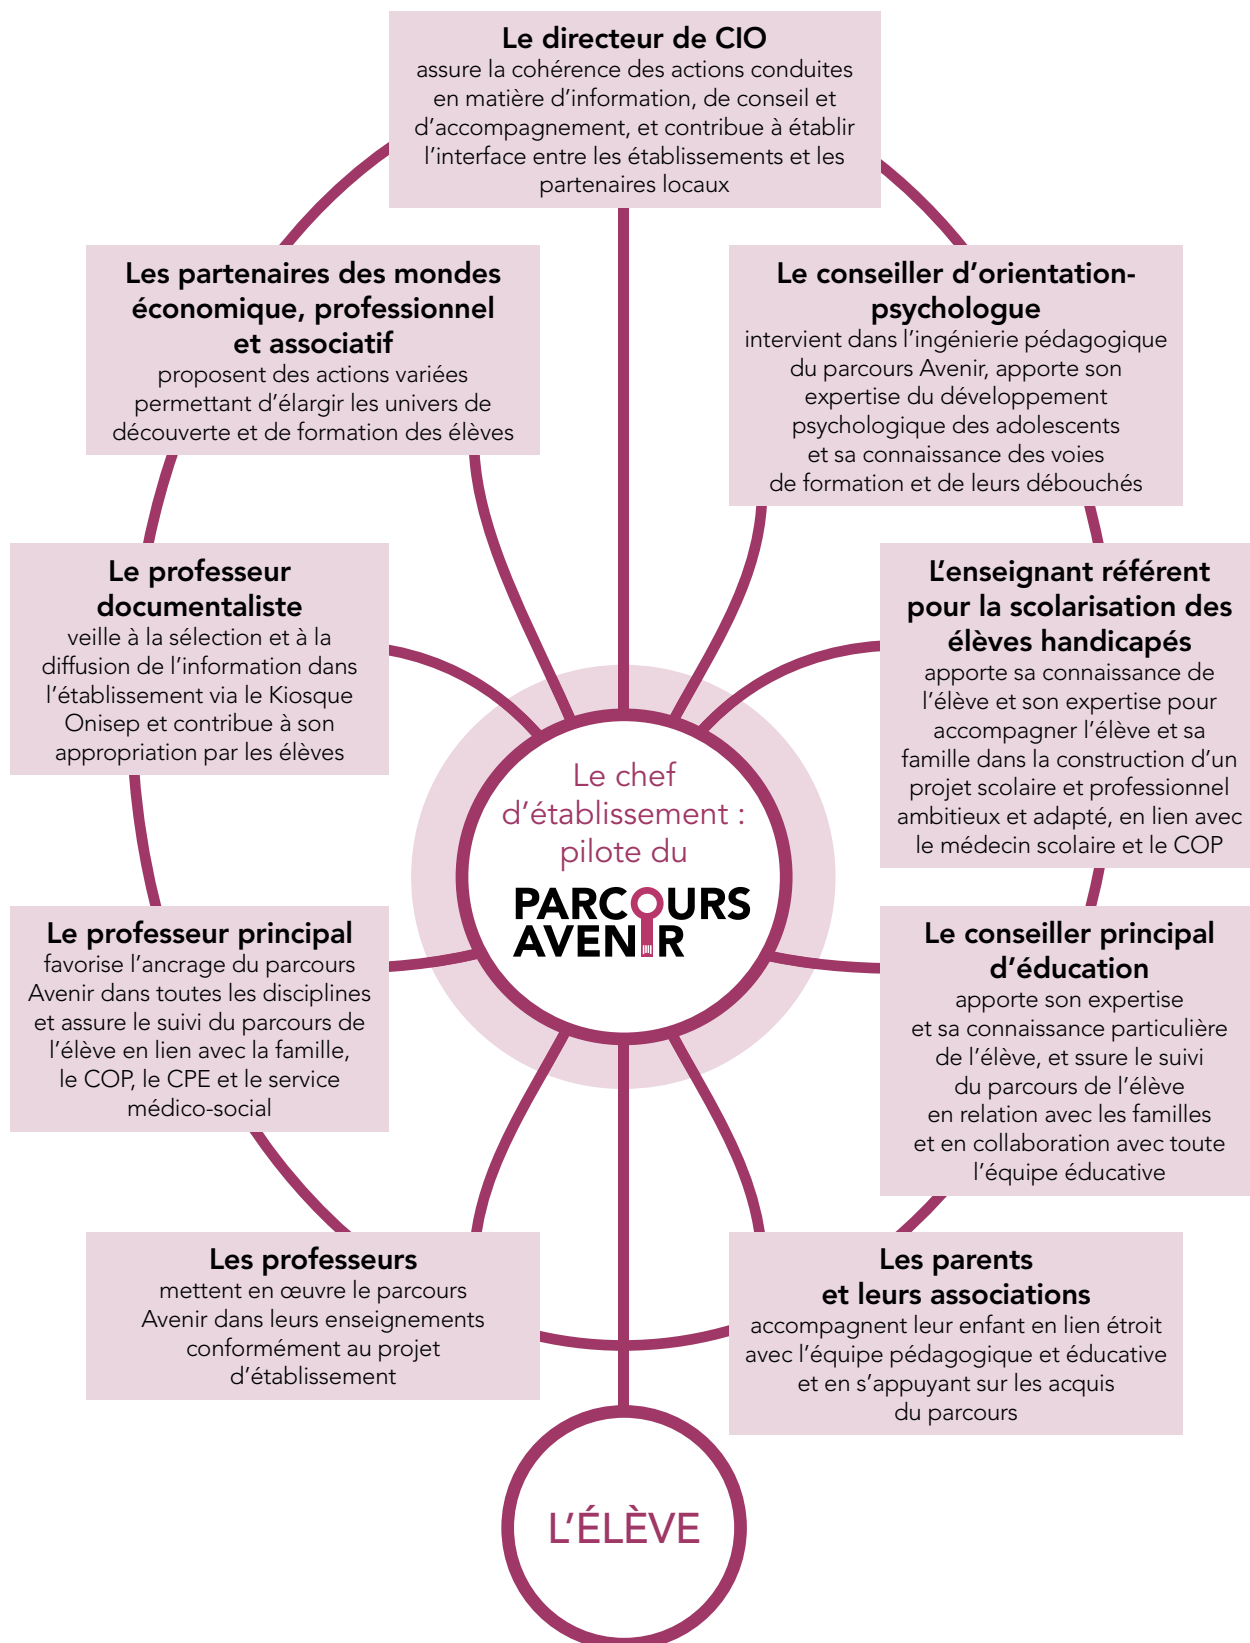 Le directeur de CIO
assure la cohérence des actions conduites
en matière d'information, de conseil et
d'accompagnement, et contribue à établir
l'interface entre les établissements et les
partenaires locaux
Les partenaires des mondes
économique, professionnel
et associatif
proposent des actions variées
permettant d'élargir les univers de
découverte et de formation des élèves
Le conseiller d'orientation-
psychologue
intervient dans l'ingénierie pédagogique
du parcours Avenir, apporte son
expertise du développement
psychologique des adolescents
et sa connaissance des voies
de formation et de leurs débouchés
Le professeur
documentaliste
veille à la sélection et à la
diffusion de l'information dans
l'établissement via le Kiosque
Onisep et contribue à son
appropriation par les élèves
L'enseignant référent
pour la scolarisation des
élèves handicapés
apporte sa connaissance de
l'élève et son expertise pour
accompagner l'élève et sa
famille dans la construction d'un
projet scolaire et professionnel
ambitieux et adapté, en lien avec
le médecin scolaire et le COP
Le chef
d'établissement :
pilote du
PARCOURS
AVENIR
Le professeur principal
favorise l'ancrage du parcours
Avenir dans toutes les disciplines
et assure le suivi du parcours de
l'élève en lien avec la famille,
le COP, le CPE et le service
médico-social
Le conseiller principal
d'éducation
apporte son expertise
et sa connaissance particulière
de l'élève, et ssure le suivi
du parcours de l'élève
en relation avec les familles
et en collaboration avec toute
l'équipe éducative
Les professeurs
mettent en œuvre le parcours
Avenir dans leurs enseignements
conformément au projet
d'établissement
Les parents
et leurs associations
accompagnent leur enfant en lien étroit
avec l'équipe pédagogique et éducative
et en s'appuyant sur les acquis
du parcours
L'ÉLÈVE